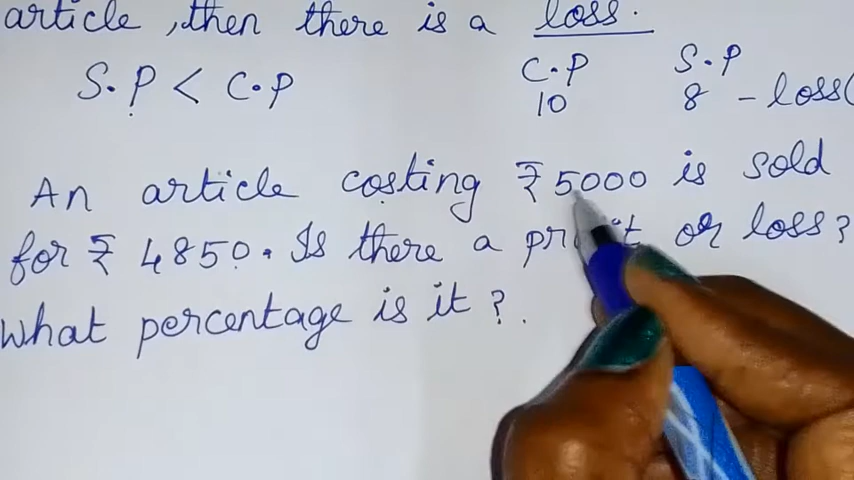 article, then there is a loss.
S.P < C.P
C.P S.P
10 8 - loss(
An article costing ₹5000 is sold
for ₹ 4850. Is there a profit or loss?
What percentage is it?